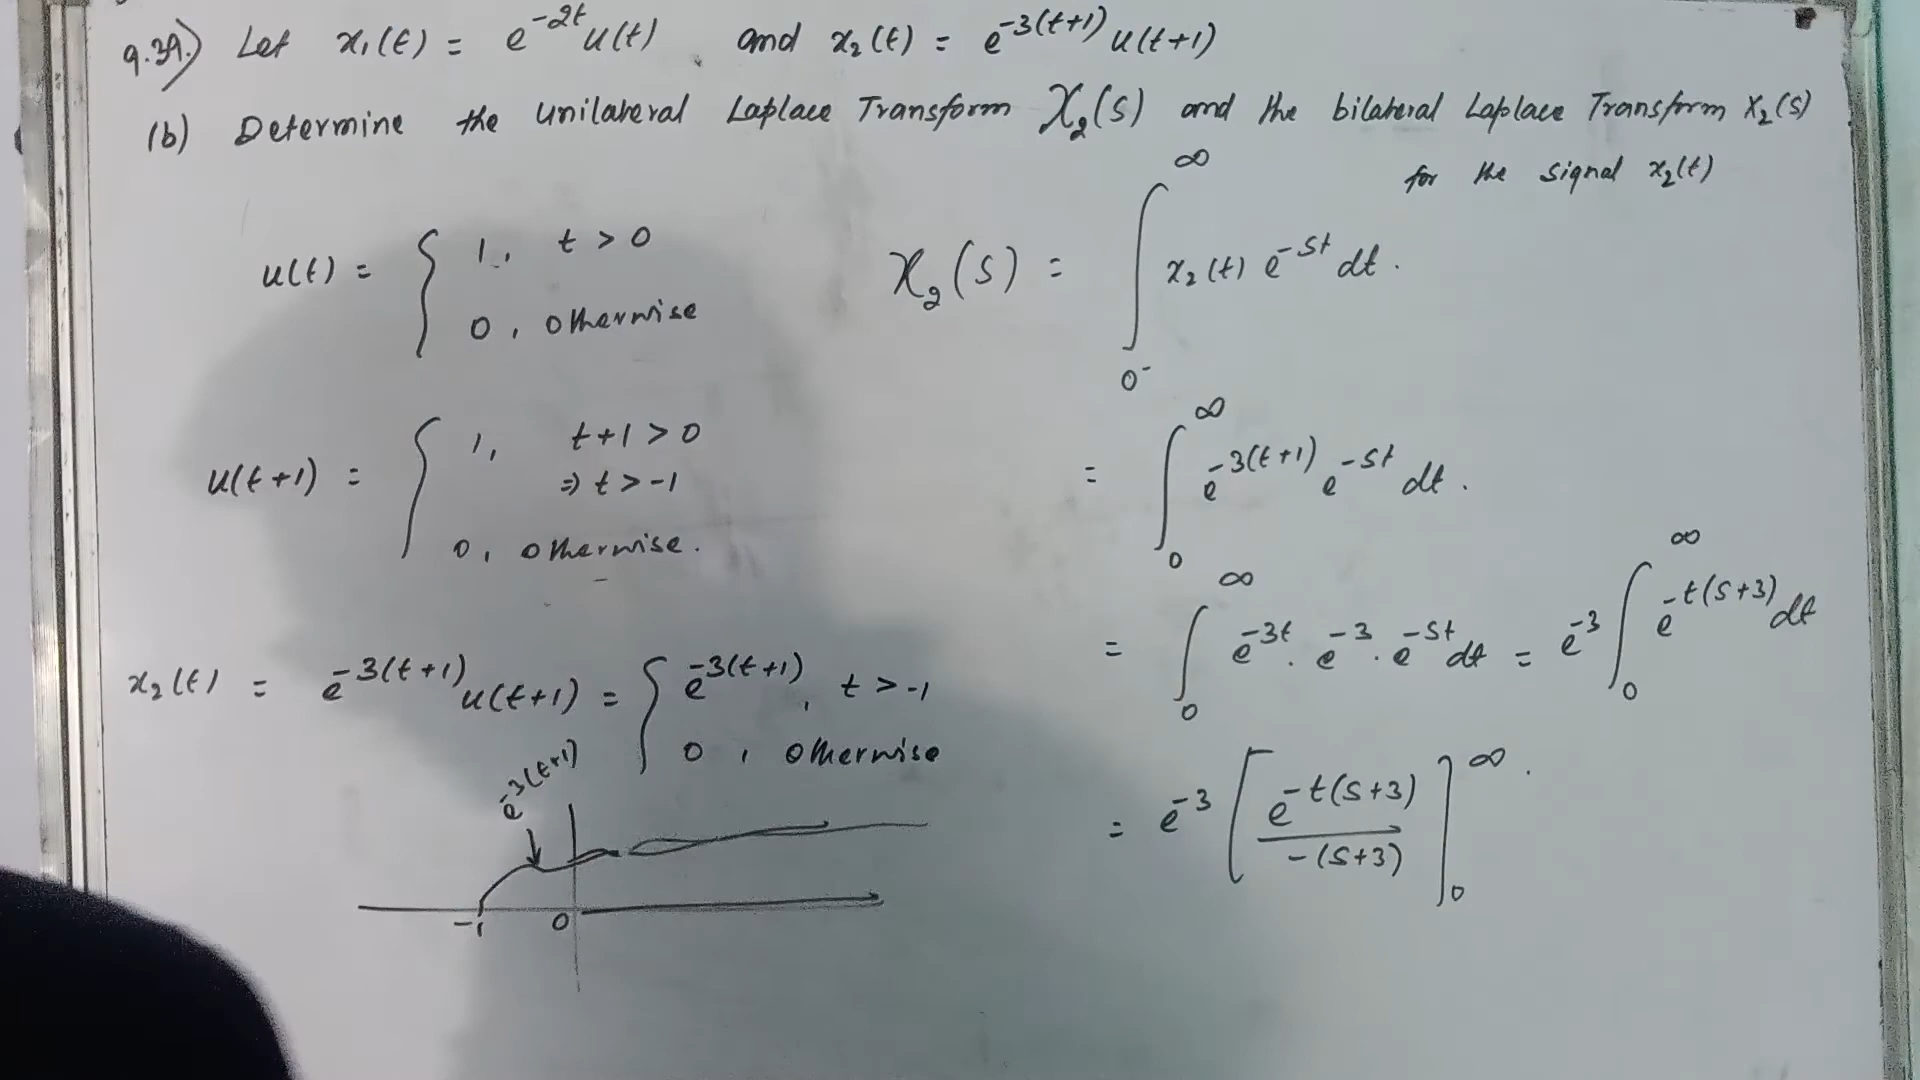 9.39.) Let x₁(t) = e^{-2t} u(t) and x₂(t) = e^{-3(t+1)} u(t+1)
(b) Determine the unilateral Laplace Transform 𝒳₂(s) and the bilateral Laplace Transform X₂(s)
for the signal x₂(t)
u(t) = { 1, t > 0
0, otherwise
u(t+1) = { 1, t+1 > 0
⇒ t > -1
0, otherwise.
x₂(t) = e^{-3(t+1)} u(t+1) = { e^{-3(t+1)}, t > -1
0, otherwise
e^{-3(t+1)}
-1 0
𝒳₂(s) = ∫_{0⁻}^{∞} x₂(t) e^{-st} dt.
= ∫_{0}^{∞} e^{-3(t+1)} e^{-st} dt.
= ∫_{0}^{∞} e^{-3t} . e^{-3} . e^{-st} dt = e^{-3} ∫_{0}^{∞} e^{-t(s+3)} dt
= e^{-3} [ e^{-t(s+3)} / -(s+3) ]_{0}^{∞} .